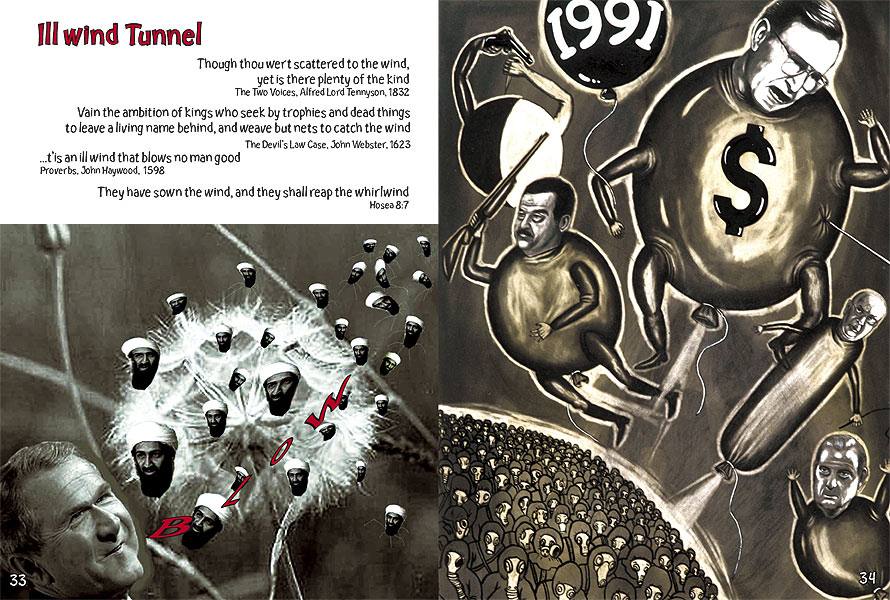 Ill wind Tunnel
Though thou wert scattered to the wind,
yet is there plenty of the kind
The Two Voices, Alfred Lord Tennyson, 1832
Vain the ambition of kings who seek by trophies and dead things
to leave a living name behind, and weave but nets to catch the wind
The Devil's Law Case, John Webster, 1623
...t'is an ill wind that blows no man good
Proverbs, John Haywood, 1598
They have sown the wind, and they shall reap the whirlwind
Hosea 8:7
BLOW
33
1991
$
34